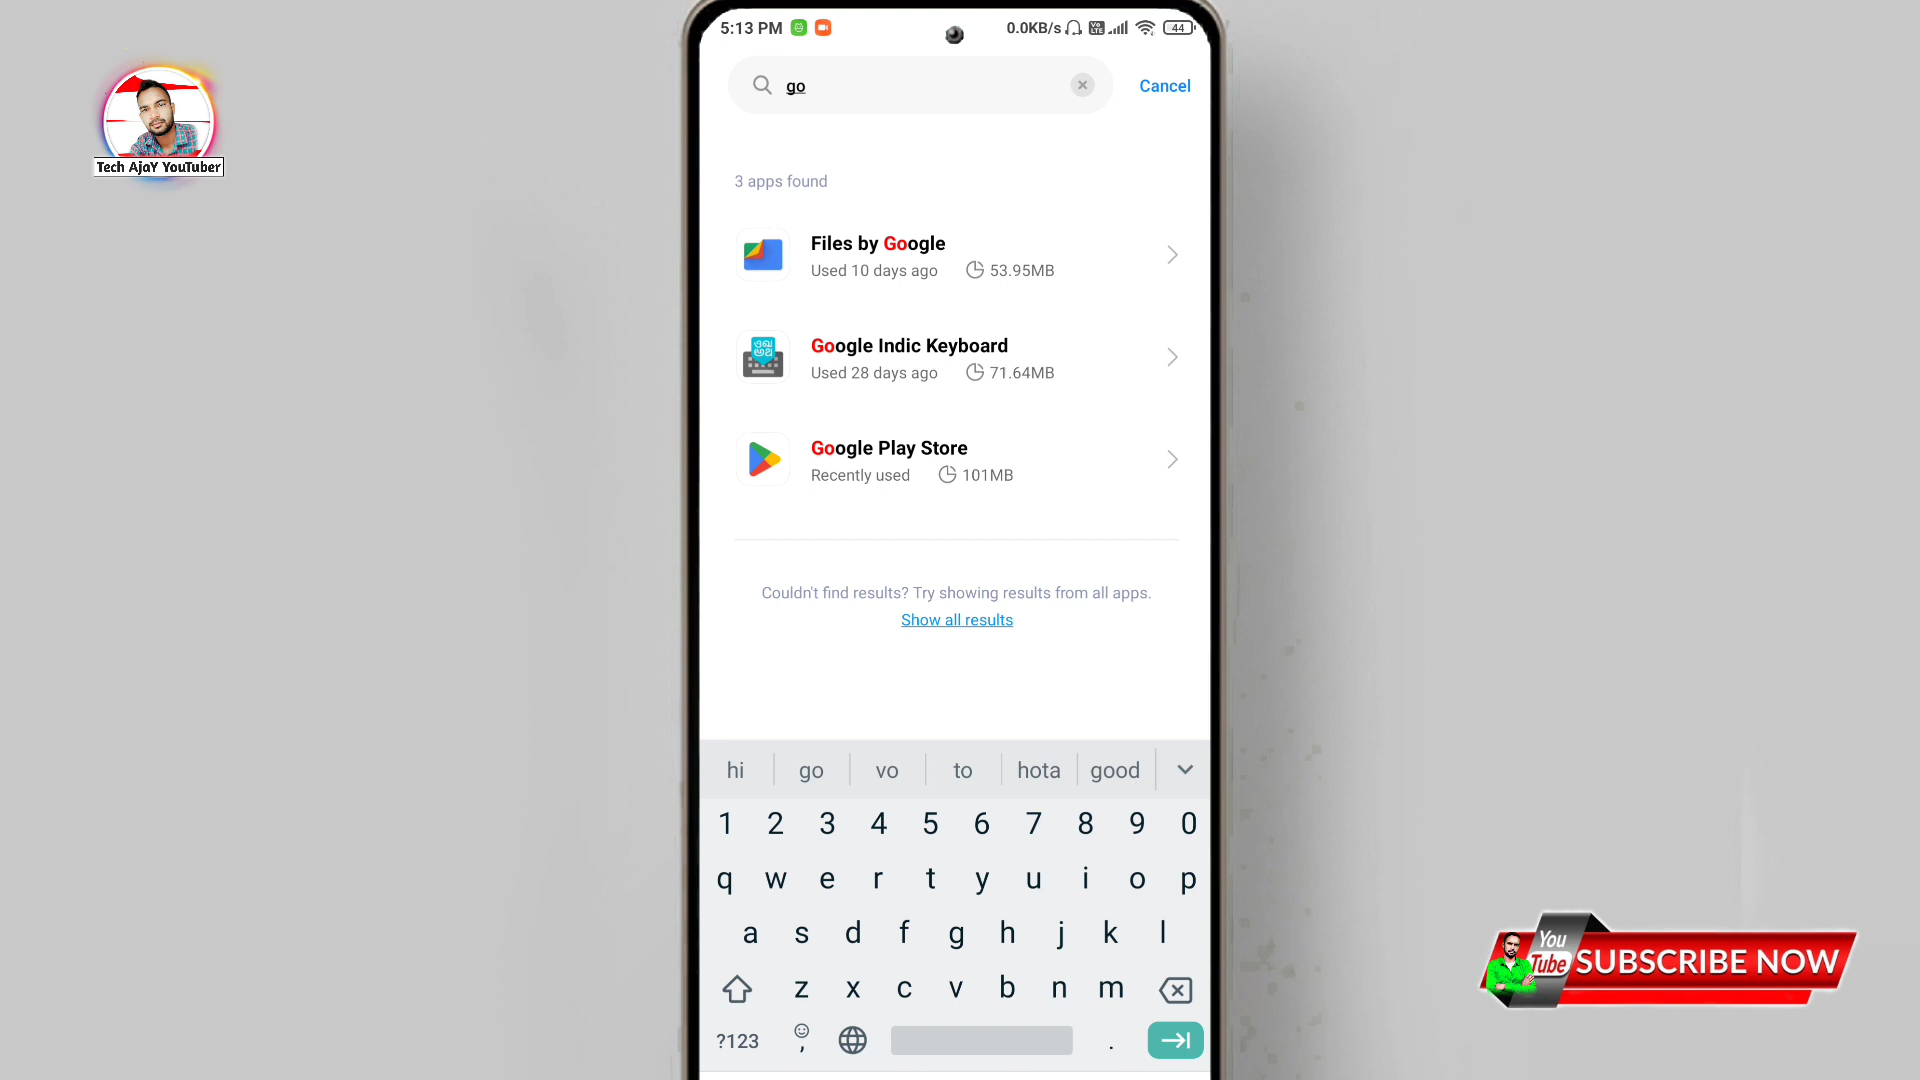 5:13 PM
0.0KB/s
Vo LTE
44
go
Cancel
Tech AjaY YouTuber
3 apps found
Files by Google
Used 10 days ago 53.95MB
Google Indic Keyboard
Used 28 days ago 71.64MB
Google Play Store
Recently used 101MB
Couldn't find results? Try showing results from all apps.
Show all results
hi go vo to hota good
1 2 3 4 5 6 7 8 9 0
q w e r t y u i o p
a s d f g h j k l
z x c v b n m
?123 , .
You
Tube
SUBSCRIBE NOW